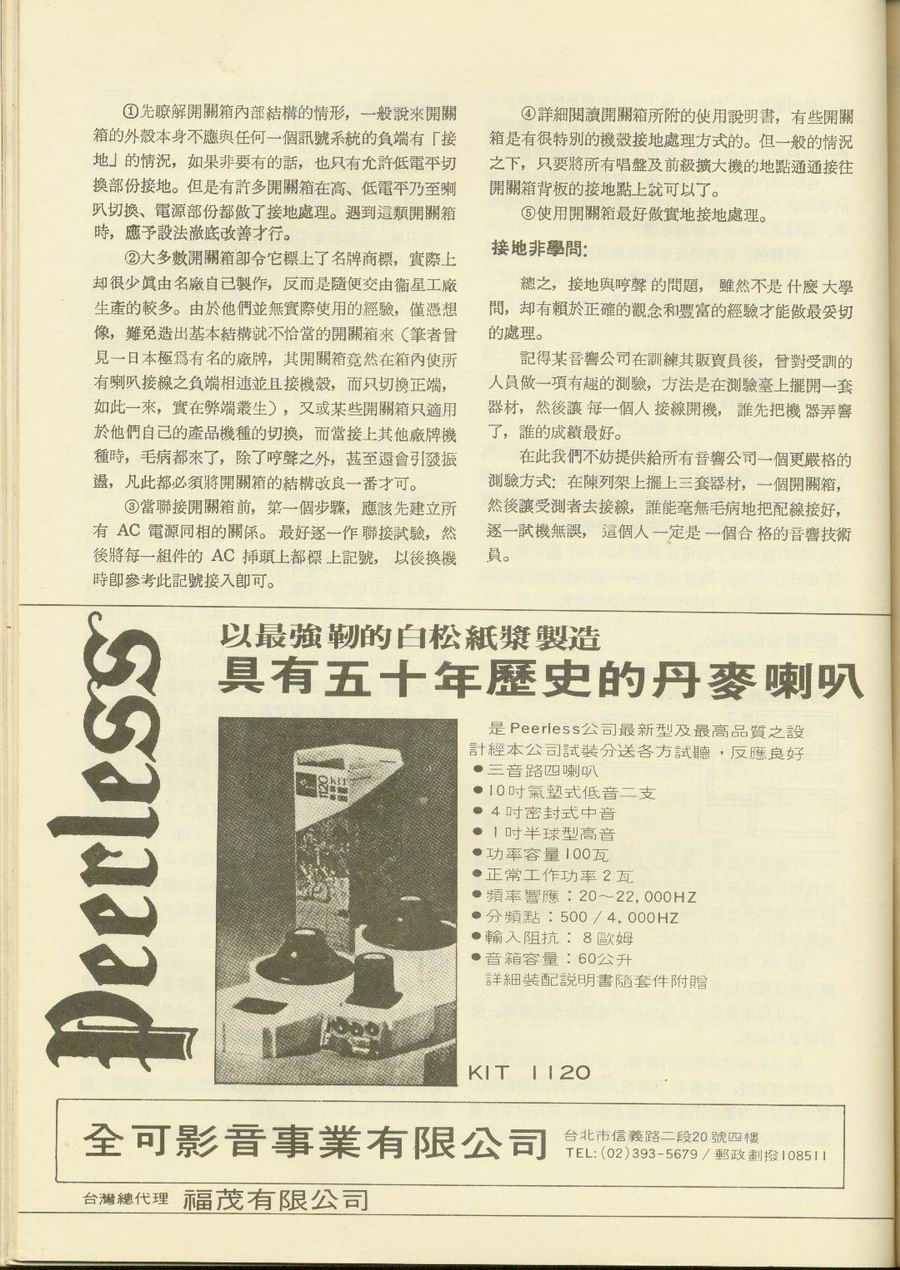 ①先瞭解開關箱內部結構的情形，一般說來開關
箱的外殼本身不應與任何一個訊號系統的負端有「接
地」的情況，如果非要有的話，也只有允許低電平切
換部份接地。但是有許多開關箱在高、低電平乃至喇
叭切換、電源部份都做了接地處理。遇到這類開關箱
時，應予設法澈底改善才行。
②大多數開關箱卽令它標上了名牌商標，實際上
却很少眞由名廠自己製作，反而是隨便交由衞星工廠
生產的較多。由於他們並無實際使用的經驗，僅憑想
像，難免造出基本結構就不恰當的開關箱來（筆者曾
見一日本極爲有名的廠牌，其開關箱竟然在箱內使所
有喇叭接線之負端相連並且接機殼，而只切換正端，
如此一來，實在弊端叢生），又或某些開關箱只適用
於他們自己的產品機種的切換，而當接上其他廠牌機
種時，毛病都來了，除了哼聲之外，甚至還會引發振
盪，凡此都必須將開關箱的結構改良一番才可。
③當聯接開關箱前，第一個步驟，應該先建立所
有 AC 電源同相的關係。最好逐一作聯接試驗，然
後將每一組件的 AC 揷頭上都標上記號，以後換機
時卽參考此記號接入卽可。
④詳細閱讀開關箱所附的使用說明書，有些開關
箱是有很特別的機殼接地處理方式的。但一般的情況
之下，只要將所有唱盤及前級擴大機的地點通通接往
開關箱背板的接地點上就可以了。
⑤使用開關箱最好做實地接地處理。
接地非學問：
總之，接地與哼聲的問題，雖然不是什麼大學
問，却有賴於正確的觀念和豐富的經驗才能做最妥切
的處理。
記得某音響公司在訓練其販賣員後，曾對受訓的
人員做一項有趣的測驗，方法是在測驗臺上擺開一套
器材，然後讓每一個人接線開機，誰先把機器弄響
了，誰的成績最好。
在此我們不妨提供給所有音響公司一個更嚴格的
測驗方式：在陳列架上擺上三套器材，一個開關箱，
然後讓受測者去接線，誰能毫無毛病地把配線接好，
逐一試機無誤，這個人一定是一個合格的音響技術
員。
Peerless
以最強韌的白松紙漿製造
具有五十年歷史的丹麥喇叭
1120 KIT
是Peerless公司最新型及最高品質之設
計經本公司試裝分送各方試聽，反應良好
●三音路四喇叭
●10吋氣墊式低音二支
●4吋密封式中音
●1吋半球型高音
●功率容量100瓦
●正常工作功率2瓦
●頻率響應：20～22,000HZ
●分頻點：500/4,000HZ
●輸入阻抗：8歐姆
●音箱容量：60公升
詳細裝配説明書隨套件附贈
KIT 1120
全可影音事業有限公司
台北市信義路二段20號四樓
TEL:(02)393-5679/郵政劃撥108511
台灣總代理 福茂有限公司